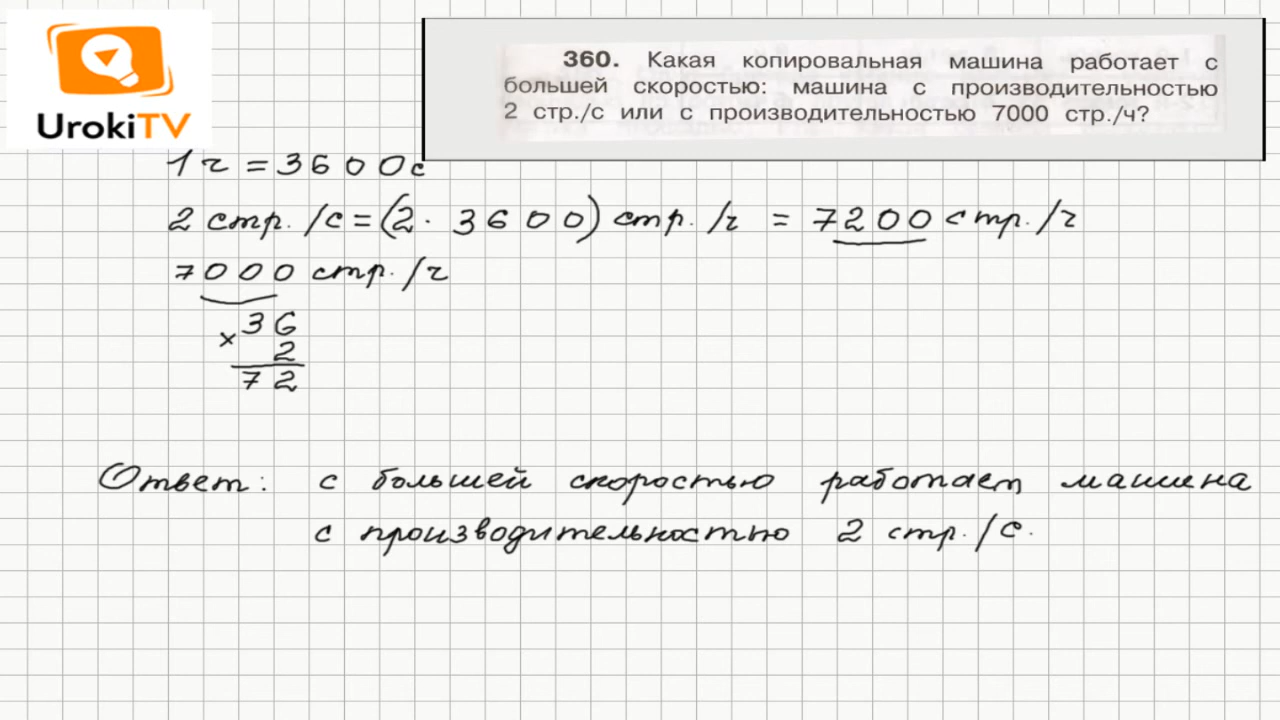 UrokiTV
360. Какая копировальная машина работает с
большей скоростью: машина с производительностью
2 стр./с или с производительностью 7000 стр./ч?
1 ч = 3600с
2 стр./с = (2 · 3600) стр./ч = 7200 стр./ч
7000 стр./ч
× 36
2
72
Ответ: с большей скоростью работает машина
с производительностью 2 стр./с.